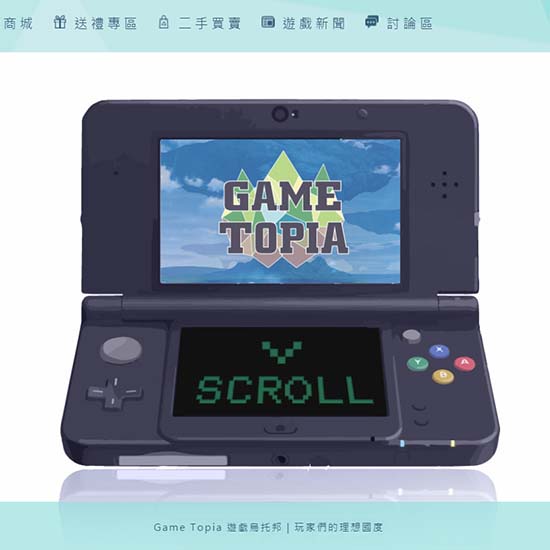 商城 送禮專區 二手買賣 遊戲新聞 討論區
GAME
TOPIA
X
Y
A
B
SCROLL
Game Topia 遊戲烏托邦 | 玩家們的理想國度